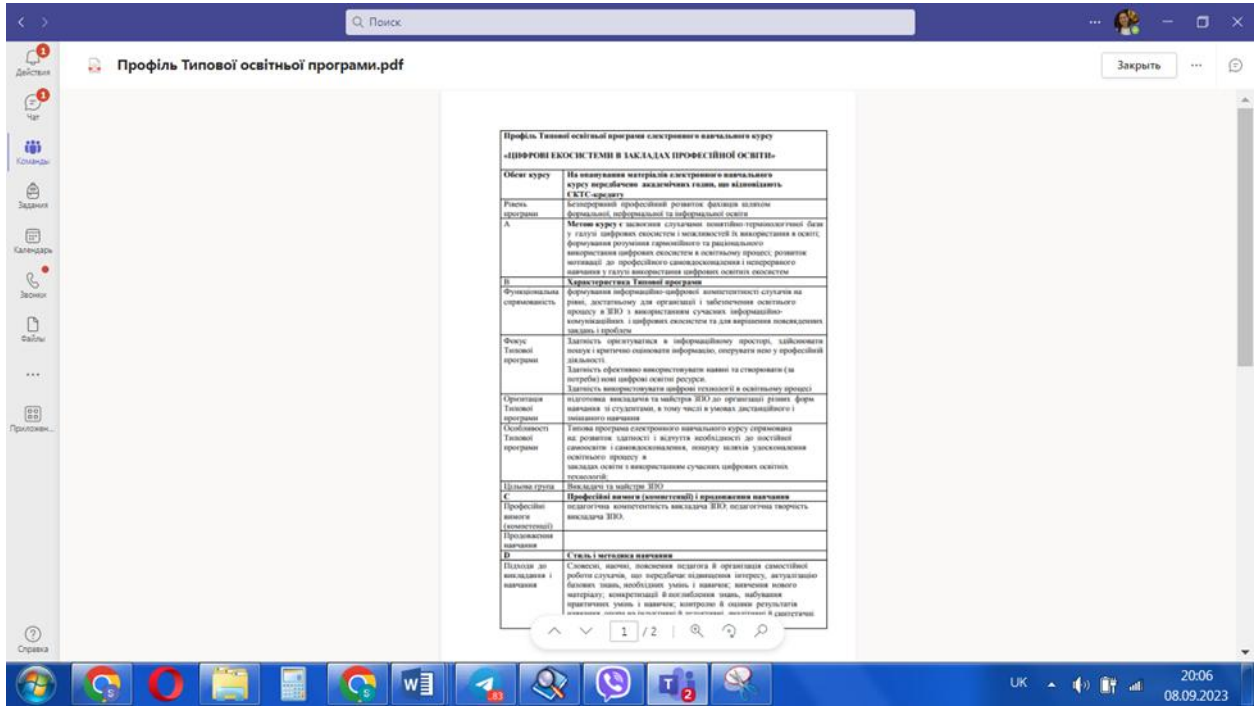 Поиск
Действия
Чат
Команды
Задания
Календарь
Звонки
Файлы
Приложен...
Справка
Профіль Типової освітньої програми.pdf
Закрыть
Профіль Типової освітньої програми електронного навчального курсу
«ЦИФРОВІ ЕКОСИСТЕМИ В ЗАКЛАДАХ ПРОФЕСІЙНОЇ ОСВІТИ»
Обсяг курсу
На опанування матеріалів електронного навчального
курсу передбачено академічних годин, що відповідають
ЄКТС-кредиту
Рівень
програми
Безперервний професійний розвиток фахівців шляхом
формальної, неформальної та інформальної освіти
А
Метою курсу є засвоєння слухачами понятійно-термінологічної бази
у галузі цифрових екосистем і можливостей їх використання в освіті;
формування розуміння гармонійного та раціонального
використання цифрових екосистем в освітньому процесі; розвиток
мотивації до професійного самовдосконалення і неперервного
навчання у галузі використання цифрових освітніх екосистем
В
Характеристика Типової програми
Функціональна
спрямованість
формування інформаційно-цифрової компетентності слухачів на
рівні, достатньому для організації і забезпечення освітнього
процесу в ЗПО з використанням сучасних інформаційно-
комунікаційних і цифрових екосистем та для вирішення повсякденних
завдань і проблем
Фокус
Типової
програми
Здатність орієнтуватися в інформаційному просторі, здійснювати
пошук і критично оцінювати інформацію, оперувати нею у професійній
діяльності.
Здатність ефективно використовувати наявні та створювати (за
потреби) нові цифрові освітні ресурси.
Здатність використовувати цифрові технології в освітньому процесі
Орієнтація
Типової
програми
підготовка викладачів та майстрів ЗПО до організації різних форм
навчання зі студентами, в тому числі в умовах дистанційного і
змішаного навчання
Особливості
Типової
програми
Типова програма електронного навчального курсу спрямована
на: розвиток здатності і відчуття необхідності до постійної
самоосвіти і самовдосконалення, пошуку шляхів удосконалення
освітнього процесу в
закладах освіти з використанням сучасних цифрових освітніх
технологій;
Цільова група
Викладачі та майстри ЗПО
С
Професійні вимоги (компетенції) і продовження навчання
Професійні
вимоги
(компетенції)
педагогічна компетентність викладача ЗПО; педагогічна творчість
викладача ЗПО.
Продовження
навчання
D
Стиль і методика навчання
Підходи до
викладання і
навчання
Словесні, наочні, пояснення педагога й організація самостійної
роботи слухачів, що передбачає підвищення інтересу, актуалізацію
базових знань, необхідних умінь і навичок; вивчення нового
матеріалу; конкретизації й поглиблення знань, набування
практичних умінь і навичок; контролю й оцінки результатів
1 / 2
83
2
UK
20:06
08.09.2023